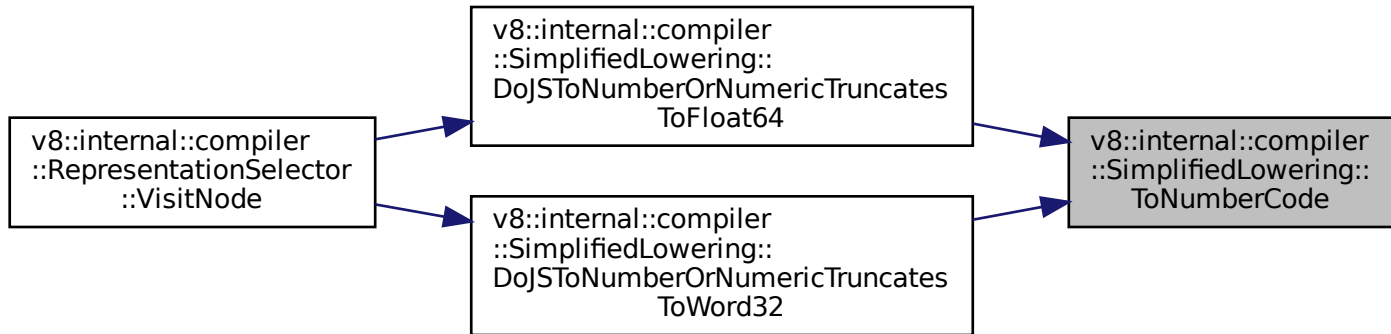 v8::internal::compiler
::RepresentationSelector
::VisitNode
v8::internal::compiler
::SimplifiedLowering::
DoJSToNumberOrNumericTruncates
ToFloat64
v8::internal::compiler
::SimplifiedLowering::
DoJSToNumberOrNumericTruncates
ToWord32
v8::internal::compiler
::SimplifiedLowering::
ToNumberCode